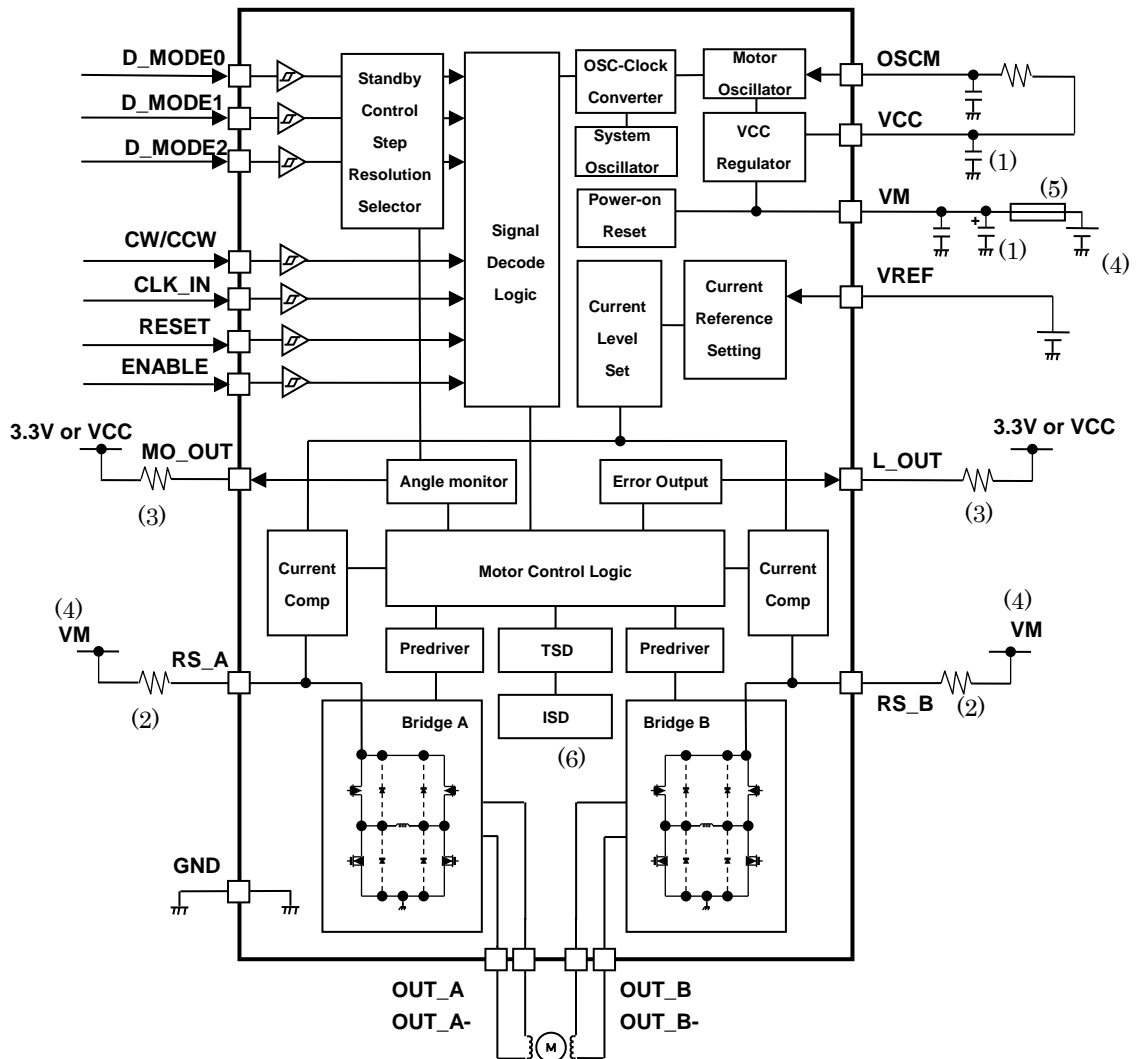 D_MODE0
D_MODE1
D_MODE2
CW/CCW
CLK_IN
RESET
ENABLE
3.3V or VCC
MO_OUT
(3)
(4)
VM
RS_A
(2)
GND
Standby
Control
Step
Resolution
Selector
Signal
Decode
Logic
OSC-Clock
Converter
System
Oscillator
Motor
Oscillator
VCC
Regulator
Power-on
Reset
Current
Level
Set
Current
Reference
Setting
Angle monitor
Error Output
Current
Comp
Motor Control Logic
Current
Comp
Predriver
TSD
Predriver
ISD
(6)
Bridge A
Bridge B
OSCM
VCC
(1)
VM
(5)
(1)
(4)
VREF
3.3V or VCC
L_OUT
(3)
(4)
VM
RS_B
(2)
OUT_A
OUT_A-
OUT_B
OUT_B-
M
+